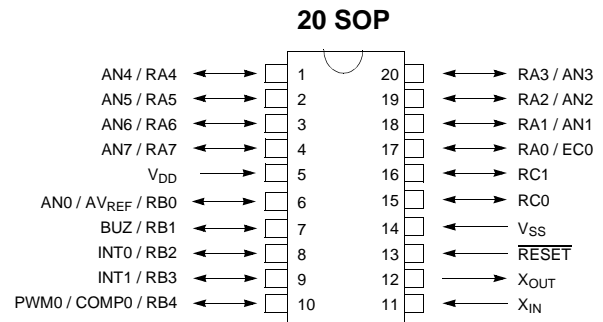 20 SOP
AN4 / RA4 1 20 RA3 / AN3
AN5 / RA5 2 19 RA2 / AN2
AN6 / RA6 3 18 RA1 / AN1
AN7 / RA7 4 17 RA0 / EC0
VDD 5 16 RC1
AN0 / AVREF / RB0 6 15 RC0
BUZ / RB1 7 14 VSS
INT0 / RB2 8 13 RESET
INT1 / RB3 9 12 XOUT
PWM0 / COMP0 / RB4 10 11 XIN